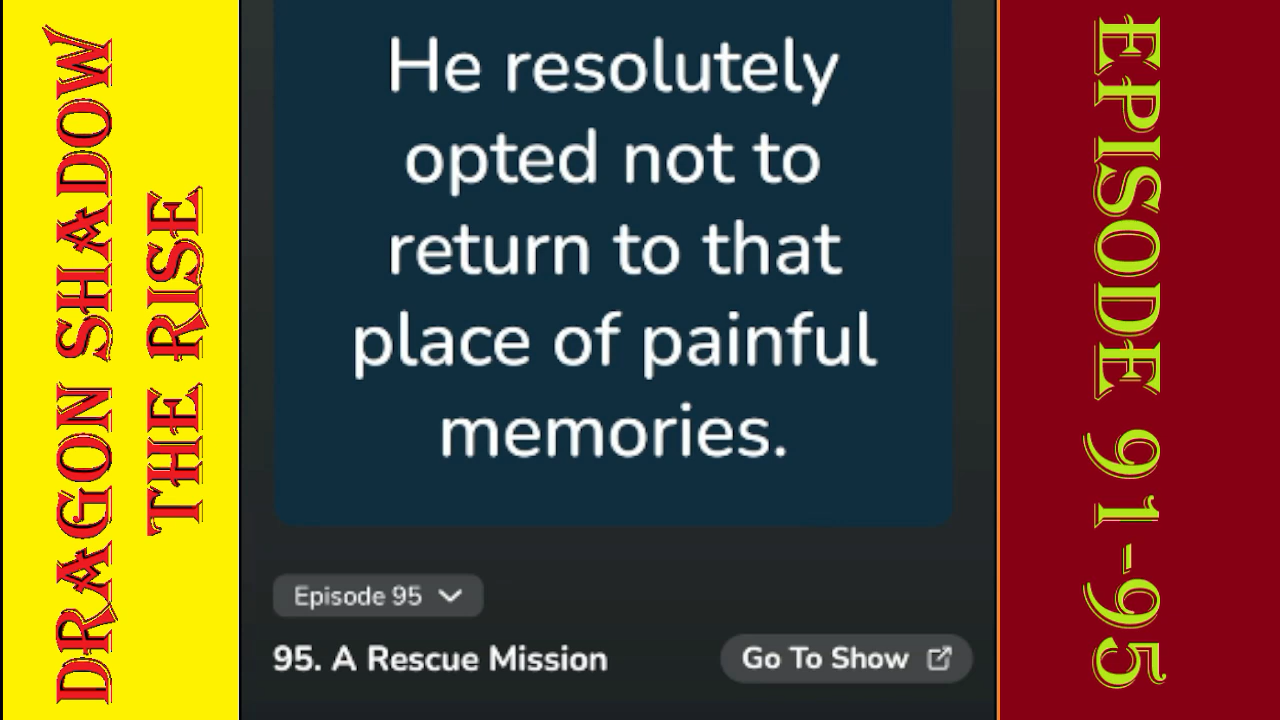 DRAGON SHADOW
THE RISE
He resolutely
opted not to
return to that
place of painful
memories.
Episode 95
95. A Rescue Mission
Go To Show
EPISODE 91-95